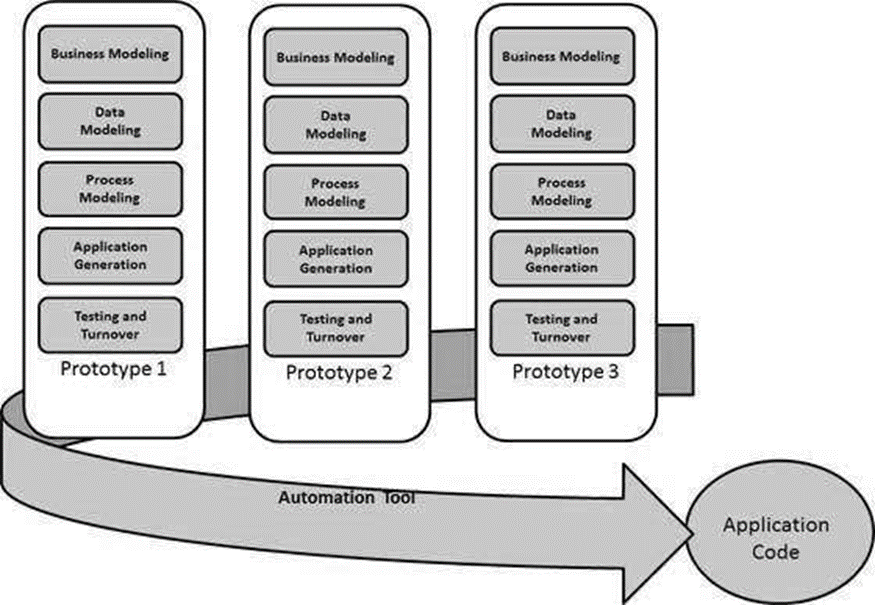 Business Modeling
Data
Modeling
Process
Modeling
Application
Generation
Testing and
Turnover
Prototype 1
Business Modeling
Data
Modeling
Process
Modeling
Application
Generation
Testing and
Turnover
Prototype 2
Business Modeling
Data
Modeling
Process
Modeling
Application
Generation
Testing and
Turnover
Prototype 3
Automation Tool
Application
Code